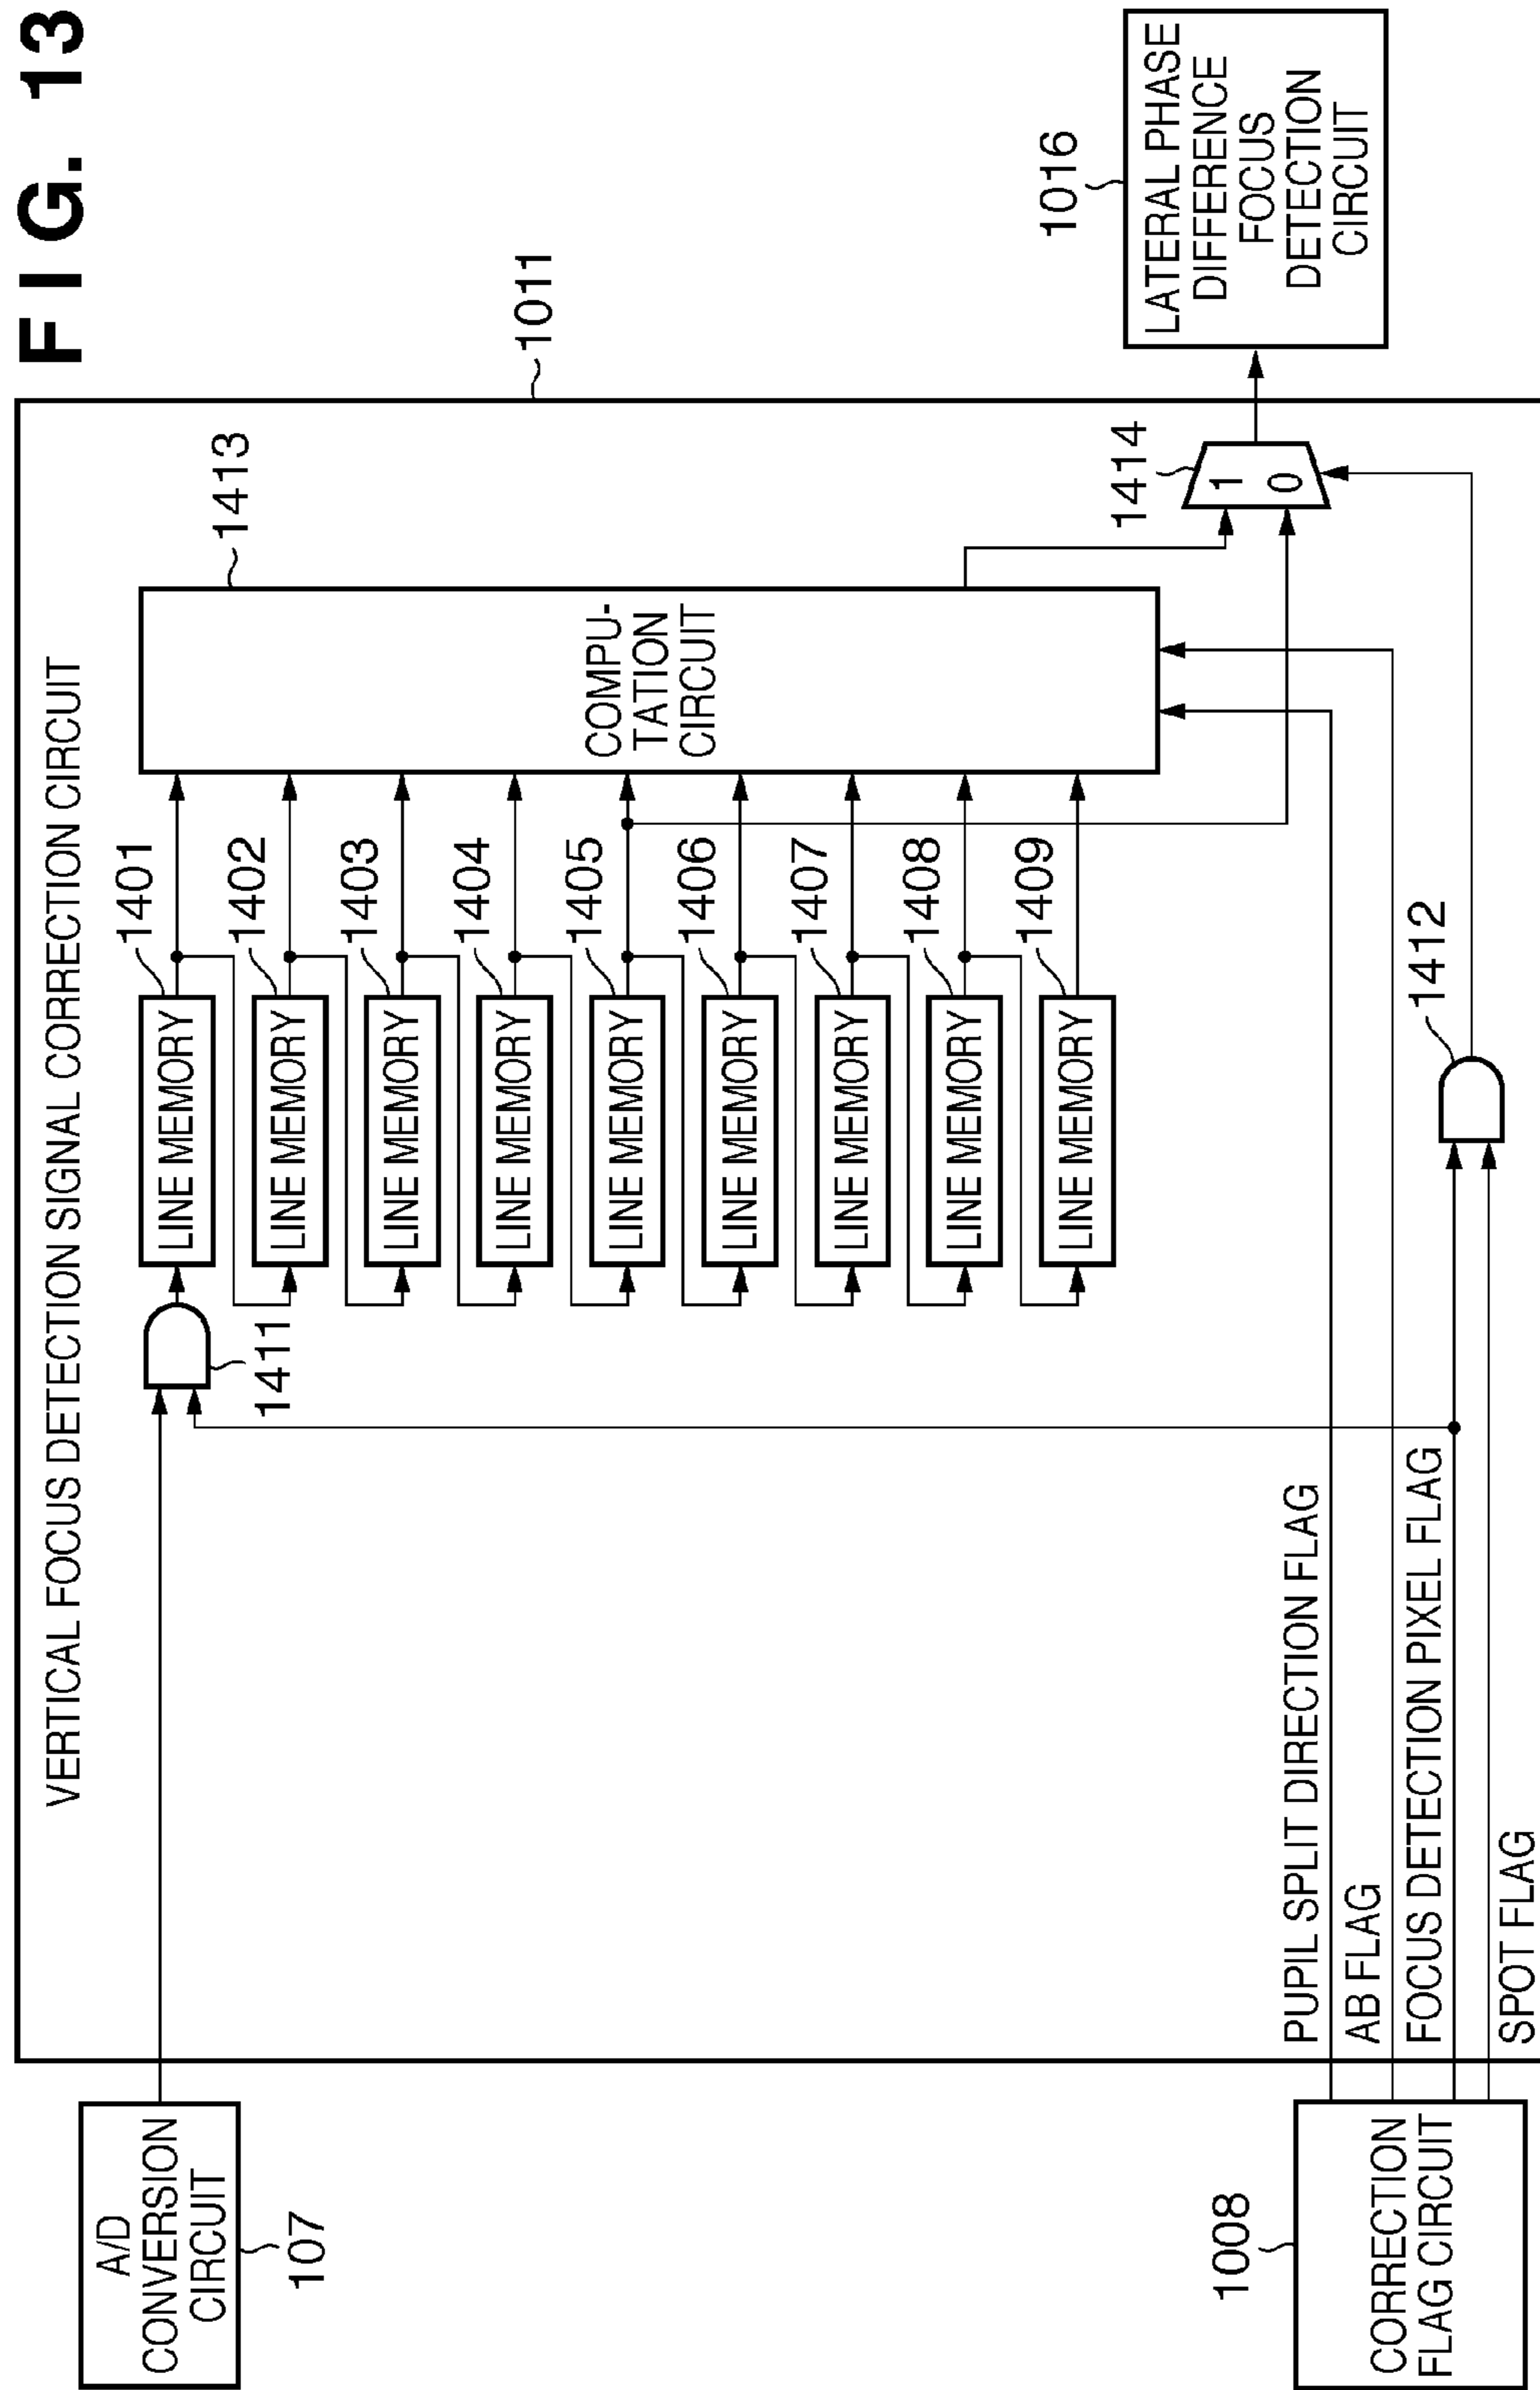 FIG. 13
VERTICAL FOCUS DETECTION SIGNAL CORRECTION CIRCUIT
1011
A/D
CONVERSION
CIRCUIT
107
1411
LINE MEMORY
1401
LINE MEMORY
1402
LINE MEMORY
1403
LINE MEMORY
1404
LINE MEMORY
1405
LINE MEMORY
1406
LINE MEMORY
1407
LINE MEMORY
1408
LINE MEMORY
1409
COMPU-
TATION
CIRCUIT
1413
1414
1
0
1016
LATERAL PHASE
DIFFERENCE
FOCUS
DETECTION
CIRCUIT
1412
PUPIL SPLIT DIRECTION FLAG
AB FLAG
FOCUS DETECTION PIXEL FLAG
SPOT FLAG
1008
CORRECTION
FLAG CIRCUIT